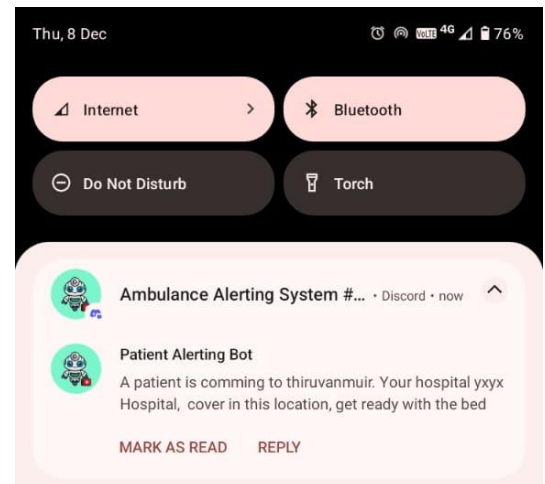 Thu, 8 Dec
VoLTE 4G 76%
Internet
Bluetooth
Do Not Disturb
Torch
Ambulance Alerting System #... • Discord • now
Patient Alerting Bot
A patient is comming to thiruvanmuir. Your hospital yxyx
Hospital, cover in this location, get ready with the bed
MARK AS READ REPLY